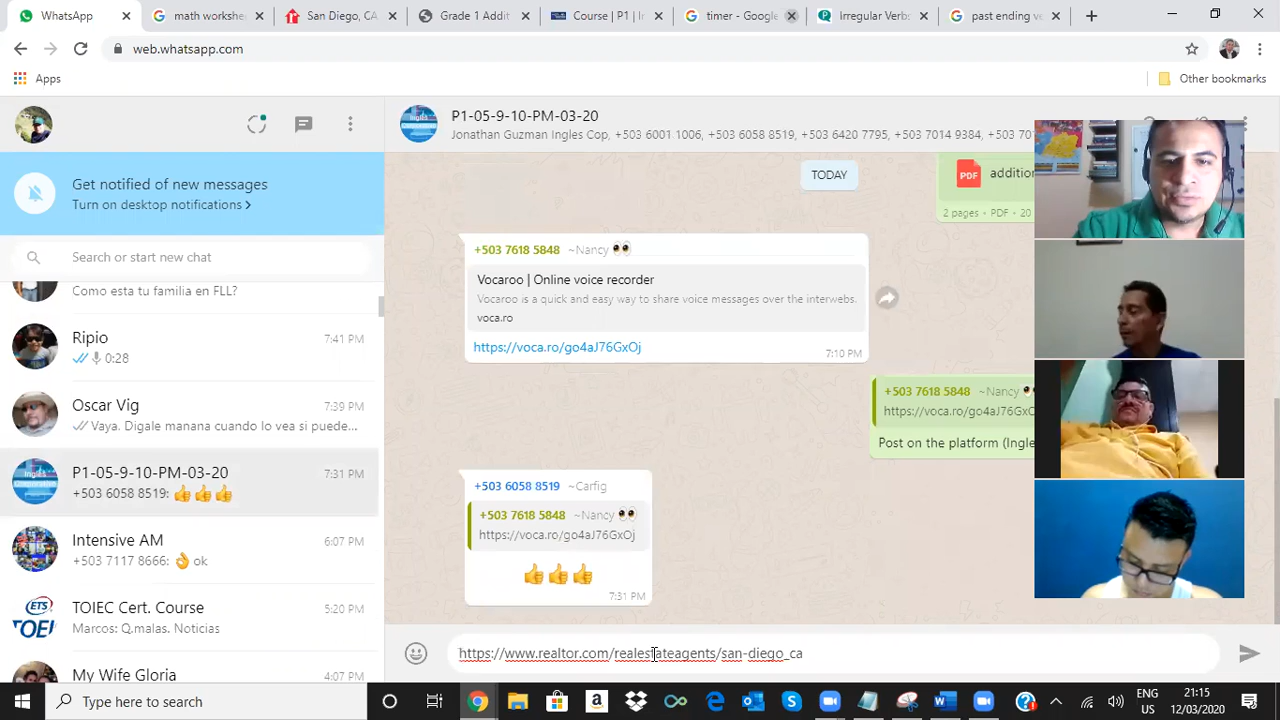 WhatsApp
math workshe
San Diego, CA
Grade 1 Addit
Course | P1 | In
timer - Google
Irregular Verbs
past ending ve
web.whatsapp.com
Apps
Other bookmarks
P1-05-9-10-PM-03-20
Jonathan Guzman Ingles Cop, +503 6001 1006, +503 6058 8519, +503 6420 7795, +503 7014 9384, +503 70
Get notified of new messages
Turn on desktop notifications >
Search or start new chat
Como esta tu familia en FLL?
Ripio
7:41 PM
0:28
Oscar Vig
7:39 PM
Vaya. Digale manana cuando lo vea si puede...
P1-05-9-10-PM-03-20
7:31 PM
+503 6058 8519: 👍👍👍
Intensive AM
6:07 PM
+503 7117 8666: 👌 ok
TOIEC Cert. Course
5:20 PM
Marcos: Q.malas. Noticias
My Wife Gloria
4:07 PM
TODAY
PDF
addition
2 pages • PDF • 20
+503 7618 5848 ~Nancy 👀
Vocaroo | Online voice recorder
Vocaroo is a quick and easy way to share voice messages over the interwebs.
voca.ro
https://voca.ro/go4aJ76GxOj
7:10 PM
+503 7618 5848 ~Nancy
https://voca.ro/go4aJ76GxO
Post on the platform (Ingle
+503 6058 8519 ~Carfig
+503 7618 5848 ~Nancy 👀
https://voca.ro/go4aJ76GxOj
👍👍👍
7:31 PM
https://www.realtor.com/realestateagents/san-diego_ca
Type here to search
ENG
US
21:15
12/03/2020